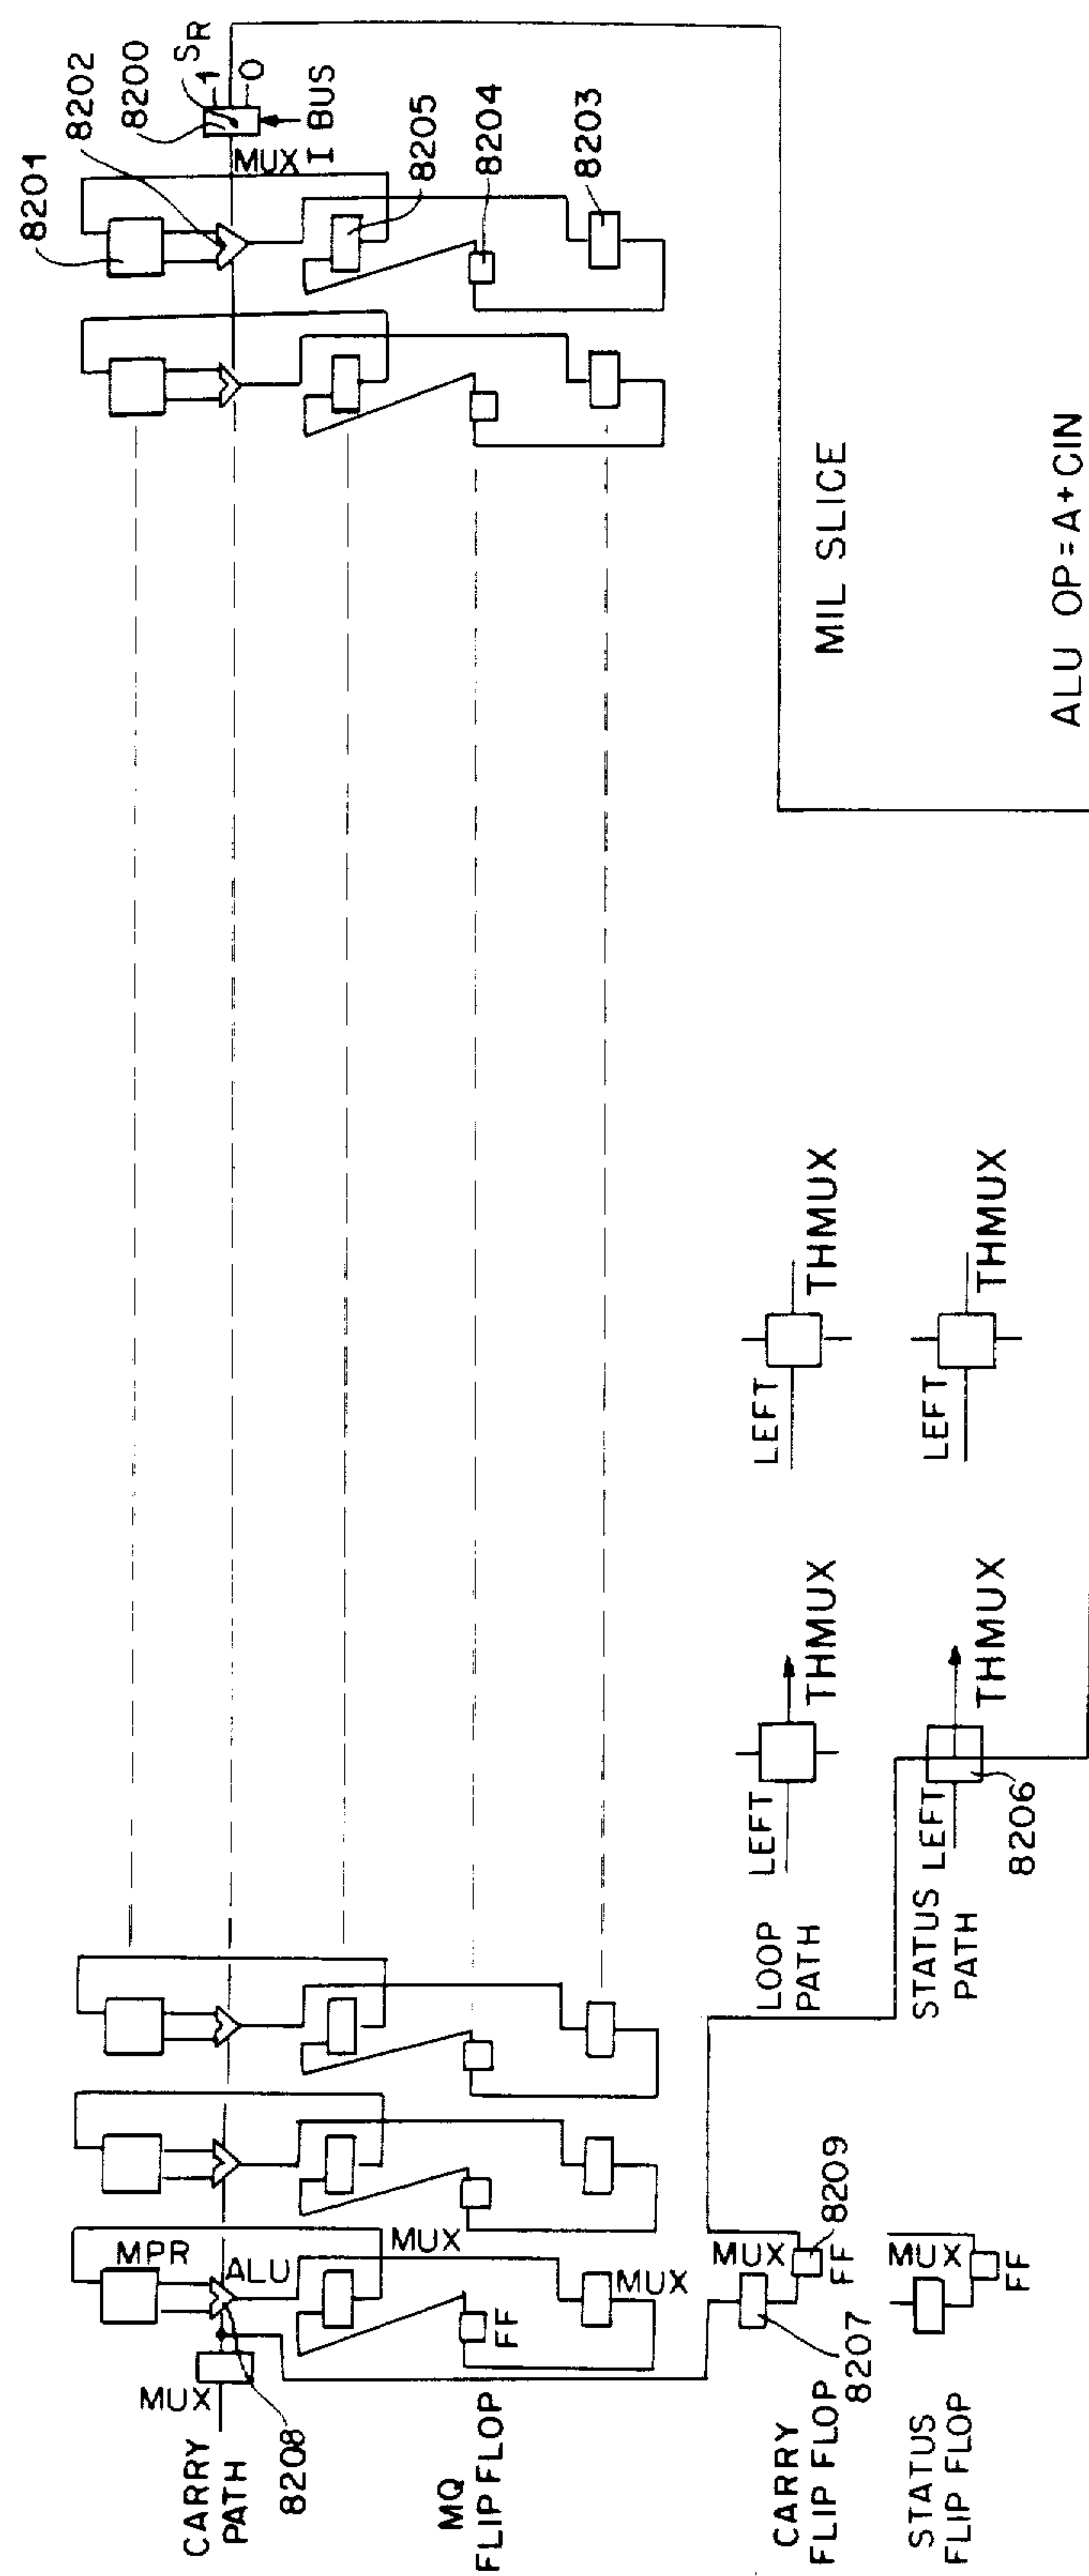 8201
8202
8200
SR
1
0
MUX
I BUS
8205
8204
8203
MIL SLICE
ALU OP=A+CIN
LEFT
THMUX
LEFT
THMUX
LEFT
THMUX
LEFT
THMUX
8206
LOOP
PATH
STATUS
PATH
MPR
ALU
MUX
MUX
FF
MUX
CARRY
PATH
8208
MQ
FLIP FLOP
MUX
8209
FF
8207
CARRY
FLIP FLOP
MUX
FF
STATUS
FLIP FLOP